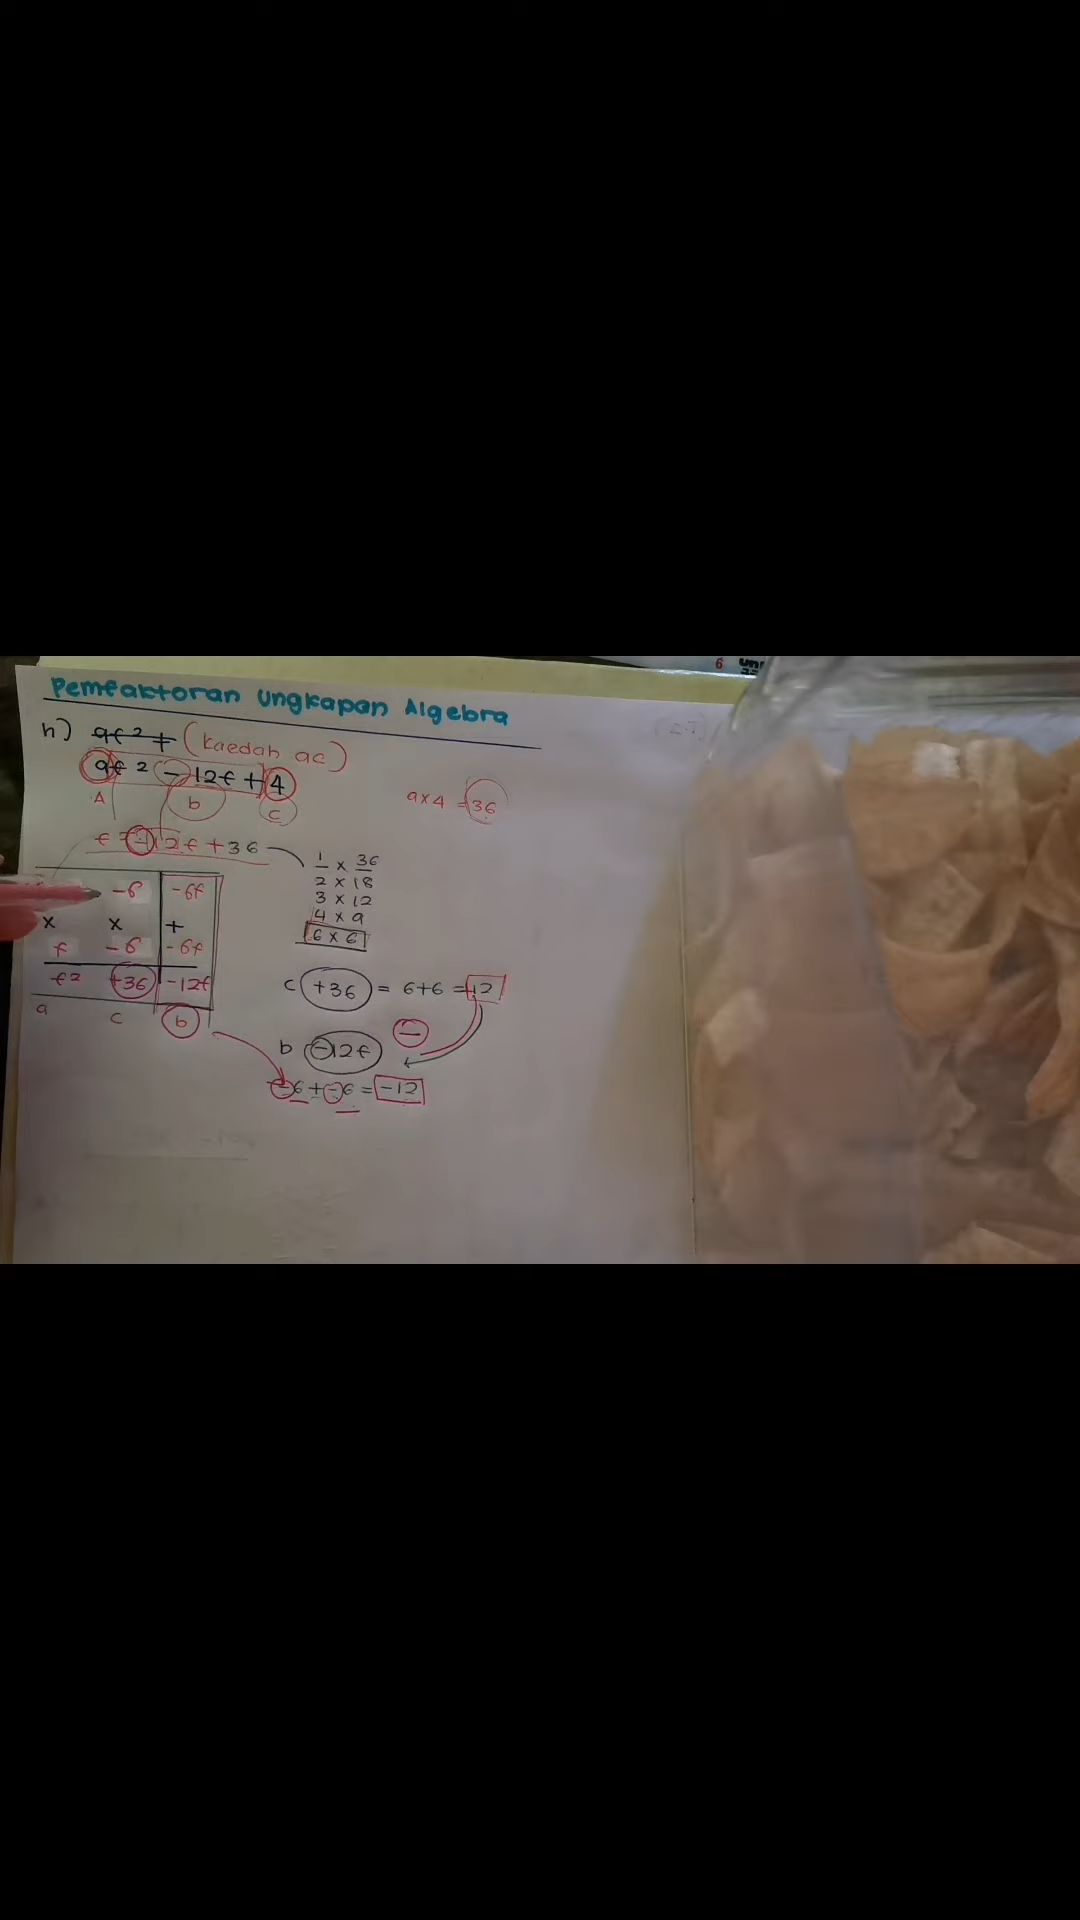 Pemfaktoran Ungkapan Algebra
h) 9f² + (Kaedah ac)
9f² - 12f + 4
A b c
9x4 = 36
f² - 12f + 36
1 x 36
2 x 18
3 x 12
4 x 9
6 x 6
-6 -6f
x x +
f -6 -6f
f² +36 -12f
a c b
c +36 = 6+6 = +12
-
b -12f
-6 + -6 = -12
6